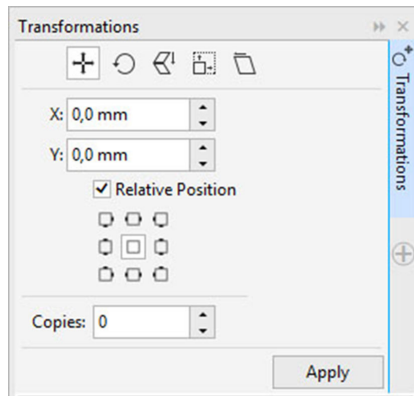 Transformations
X: 0,0 mm
Y: 0,0 mm
Relative Position
Copies: 0
Apply
Transformations